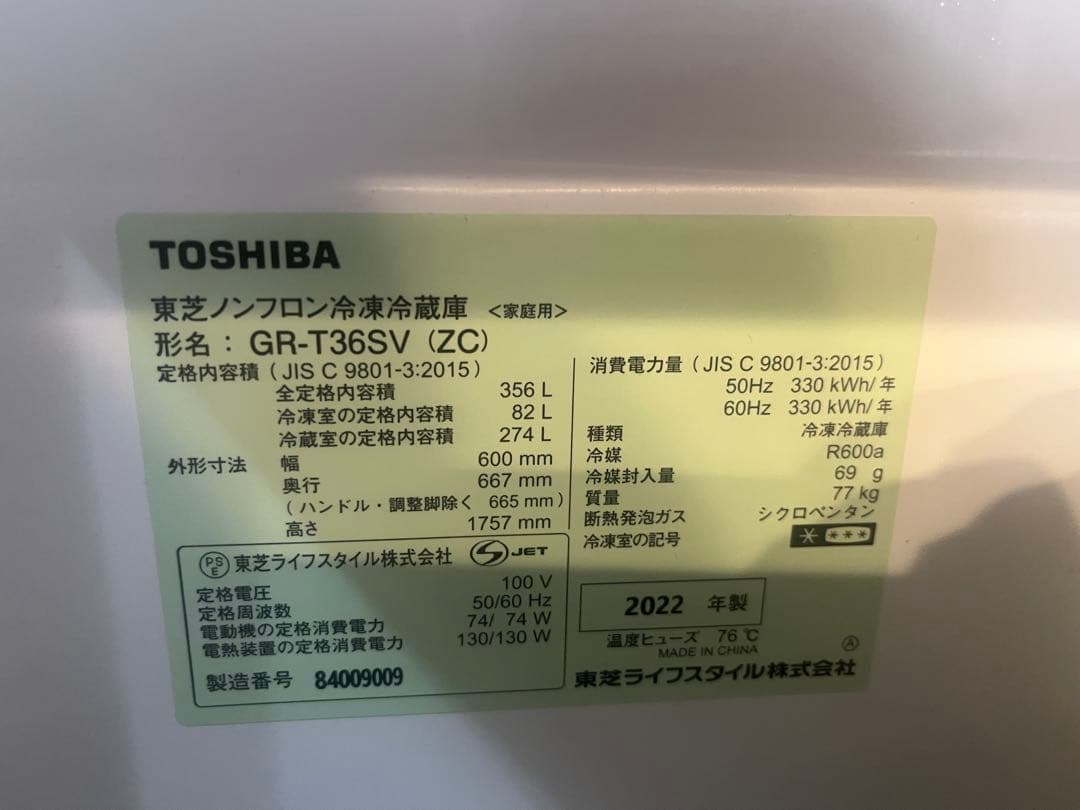 TOSHIBA
東芝ノンフロン冷凍冷蔵庫 <家庭用>
形名： GR-T36SV (ZC)
定格内容積 (JIS C 9801-3:2015)
全定格内容積 356 L
冷凍室の定格内容積 82 L
冷蔵室の定格内容積 274 L
外形寸法 幅 600 mm
奥行 667 mm
(ハンドル・調整脚除く 665 mm)
高さ 1757 mm
消費電力量 (JIS C 9801-3:2015)
50Hz 330 kWh/年
60Hz 330 kWh/年
種類 冷凍冷蔵庫
冷媒 R600a
冷媒封入量 69 g
質量 77 kg
断熱発泡ガス シクロペンタン
冷凍室の記号 * ***
PSE 東芝ライフスタイル株式会社 S JET
定格電圧 100 V
定格周波数 50/60 Hz
電動機の定格消費電力 74/ 74 W
電熱装置の定格消費電力 130/130 W
製造番号 84009009
2022 年製
温度ヒューズ 76℃
MADE IN CHINA Ⓐ
東芝ライフスタイル株式会社